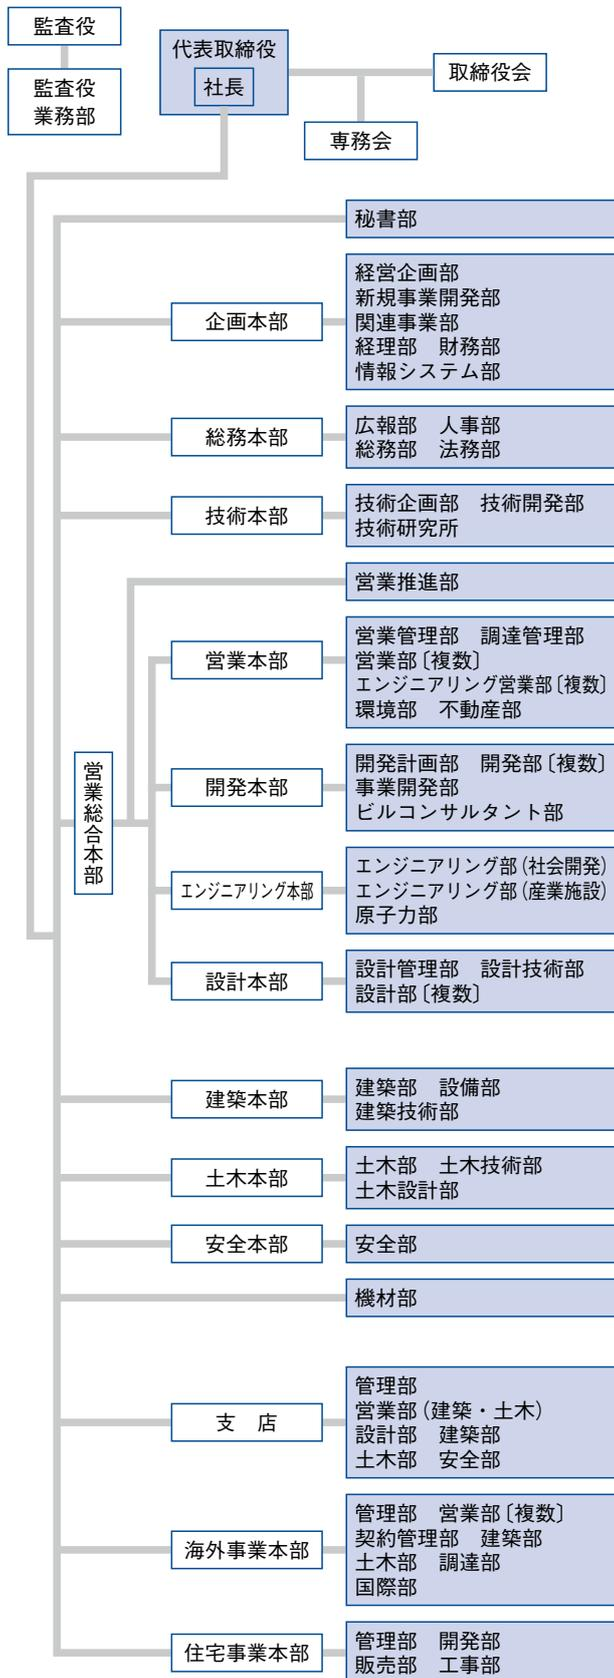 監査役
監査役
業務部
代表取締役
社長
取締役会
専務会
秘書部
企画本部
経営企画部
新規事業開発部
関連事業部
経理部　財務部
情報システム部
総務本部
広報部　人事部
総務部　法務部
技術本部
技術企画部　技術開発部
技術研究所
営業総合本部
営業推進部
営業本部
営業管理部　調達管理部
営業部〔複数〕
エンジニアリング営業部〔複数〕
環境部　不動産部
開発本部
開発計画部　開発部〔複数〕
事業開発部
ビルコンサルタント部
エンジニアリング本部
エンジニアリング部(社会開発)
エンジニアリング部(産業施設)
原子力部
設計本部
設計管理部　設計技術部
設計部〔複数〕
建築本部
建築部　設備部
建築技術部
土木本部
土木部　土木技術部
土木設計部
安全本部
安全部
機材部
支　店
管理部
営業部(建築・土木)
設計部　建築部
土木部　安全部
海外事業本部
管理部　営業部〔複数〕
契約管理部　建築部
土木部　調達部
国際部
住宅事業本部
管理部　開発部
販売部　工事部